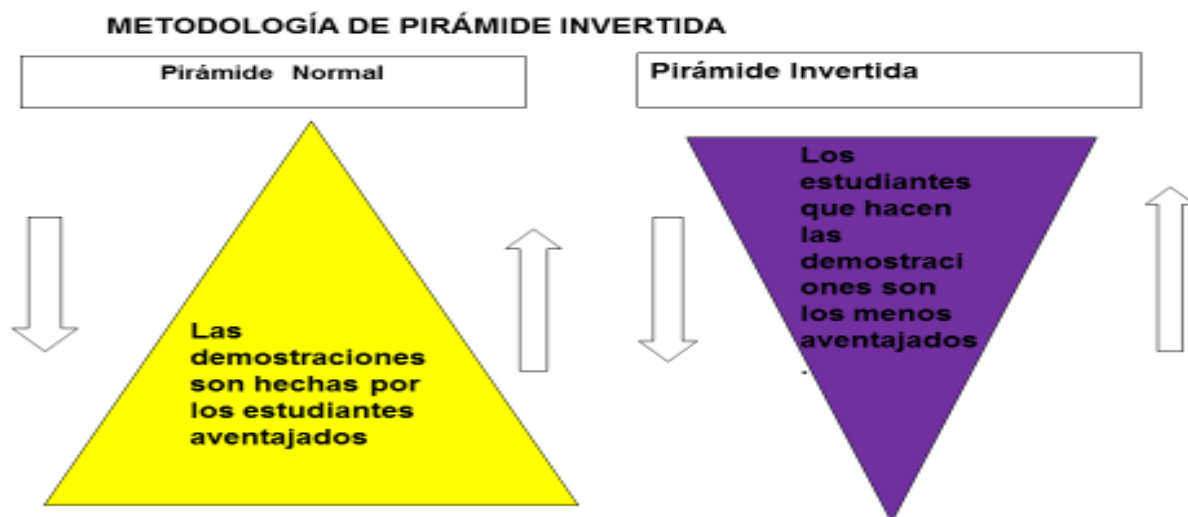 METODOLOGÍA DE PIRÁMIDE INVERTIDA
Pirámide Normal
Pirámide Invertida
Las
demostraciones
son hechas por
los estudiantes
aventajados
Los
estudiantes
que hacen
las
demostraci
ones son
los menos
aventajados
.